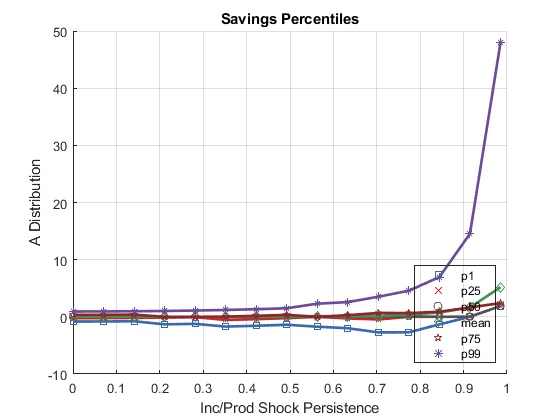 Savings Percentiles
50
40
30
20
10
0
-10
A Distribution
p1
p25
p50
mean
p75
p99
0 0.1 0.2 0.3 0.4 0.5 0.6 0.7 0.8 0.9 1
Inc/Prod Shock Persistence